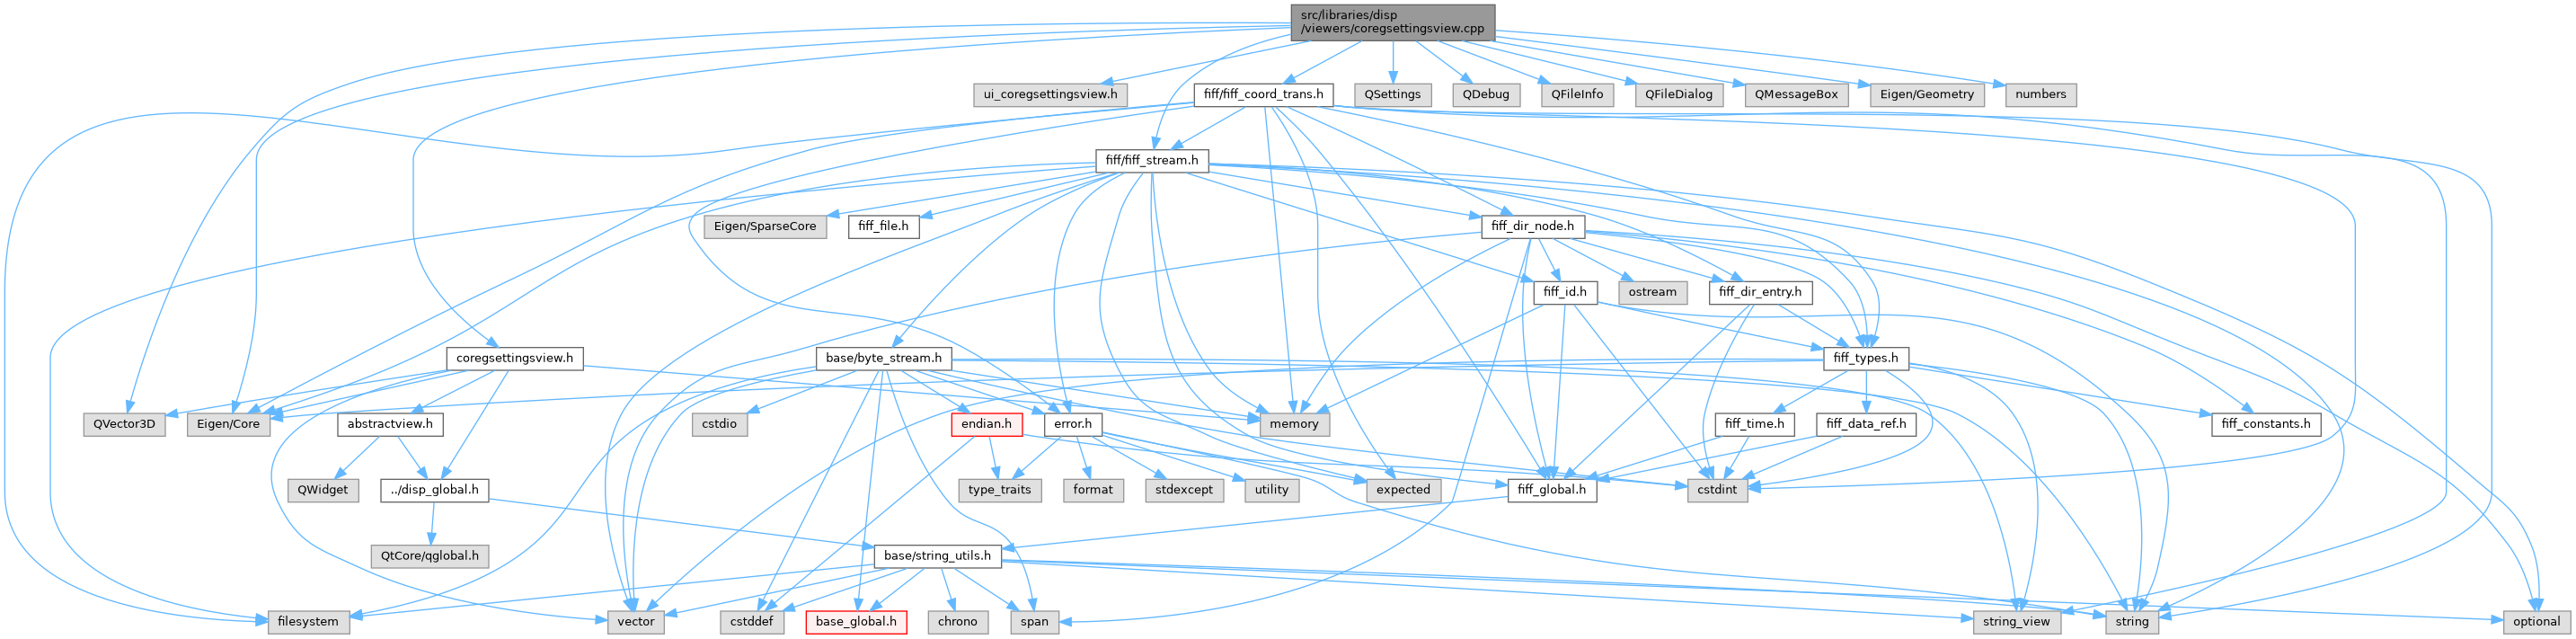 src/libraries/disp
/viewers/coregsettingsview.cpp
ui_coregsettingsview.h
fiff/fiff_coord_trans.h
QSettings
QDebug
QFileInfo
QFileDialog
QMessageBox
Eigen/Geometry
numbers
fiff/fiff_stream.h
Eigen/SparseCore
fiff_file.h
fiff_dir_node.h
fiff_id.h
ostream
fiff_dir_entry.h
coregsettingsview.h
base/byte_stream.h
fiff_types.h
QVector3D
Eigen/Core
abstractview.h
cstdio
endian.h
error.h
memory
fiff_time.h
fiff_data_ref.h
fiff_constants.h
QWidget
../disp_global.h
type_traits
format
stdexcept
utility
expected
fiff_global.h
cstdint
QtCore/qglobal.h
base/string_utils.h
filesystem
vector
cstddef
base_global.h
chrono
span
string_view
string
optional